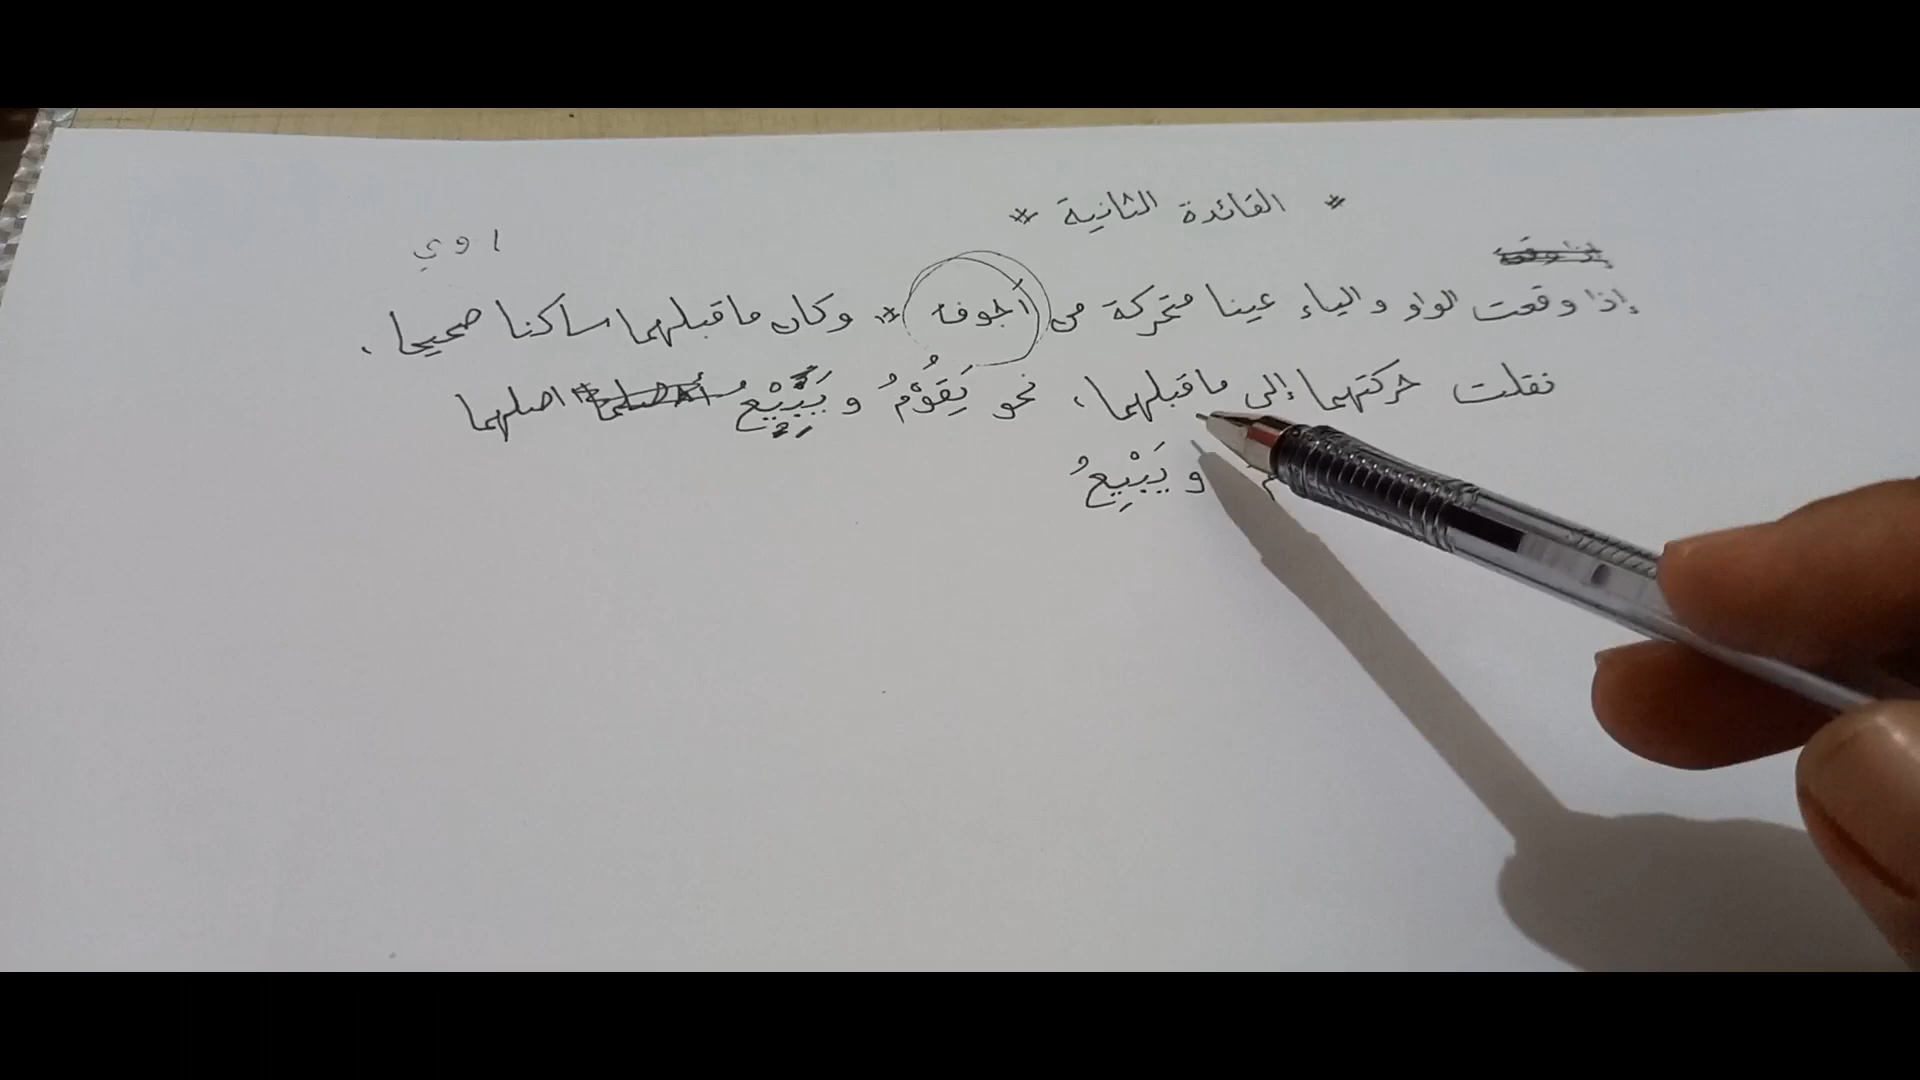 * الفائدة الثانية *
ا و ي
إذا وقعت الواو والياء عينا متحركة من أجوف * وكان ما قبلهما ساكنا صحيحا ،
نقلت حركتهما إلى ما قبلهما ، نحو يَقُوْمُ و يَبِيْعُ اصلهما
و يَبْيِعُ